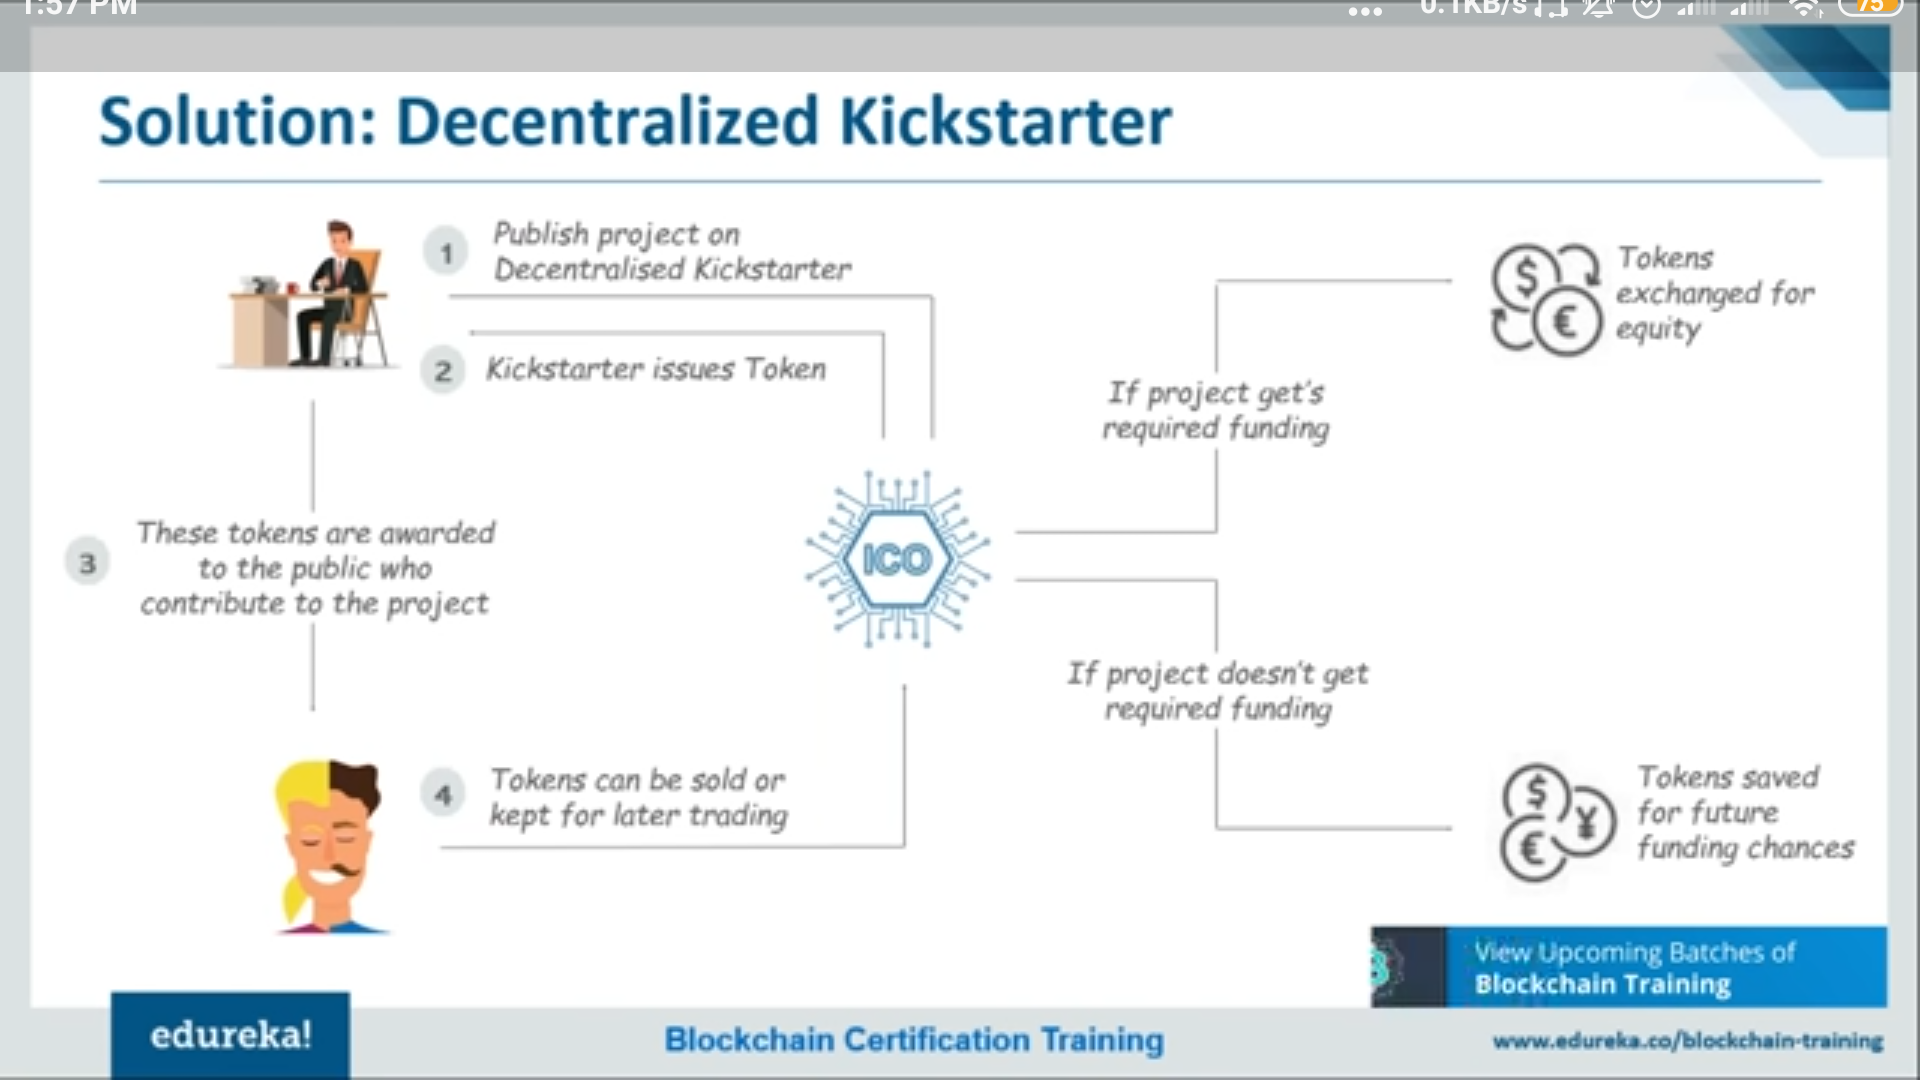 1:57 PM
0.1KB/s
75
Solution: Decentralized Kickstarter
1
Publish project on
Decentralised Kickstarter
2
Kickstarter issues Token
3
These tokens are awarded
to the public who
contribute to the project
4
Tokens can be sold or
kept for later trading
ICO
If project get's
required funding
$
€
Tokens
exchanged for
equity
If project doesn't get
required funding
$
¥
€
Tokens saved
for future
funding chances
View Upcoming Batches of
Blockchain Training
edureka!
Blockchain Certification Training
www.edureka.co/blockchain-training